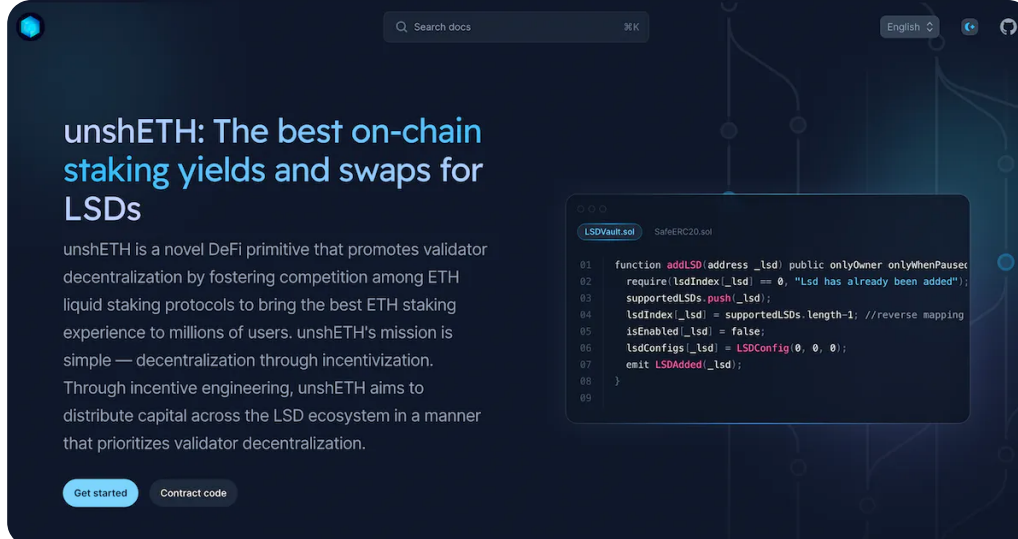 Search docs
⌘K
English
unshETH: The best on-chain
staking yields and swaps for
LSDs
unshETH is a novel DeFi primitive that promotes validator
decentralization by fostering competition among ETH
liquid staking protocols to bring the best ETH staking
experience to millions of users. unshETH's mission is
simple — decentralization through incentivization.
Through incentive engineering, unshETH aims to
distribute capital across the LSD ecosystem in a manner
that prioritizes validator decentralization.
Get started
Contract code
LSDVault.sol
SafeERC20.sol
01 function addLSD(address _lsd) public onlyOwner onlyWhenPaused
02 require(lsdIndex[_lsd] == 0, "Lsd has already been added");
03 supportedLSDs.push(_lsd);
04 lsdIndex[_lsd] = supportedLSDs.length-1; //reverse mapping
05 isEnabled[_lsd] = false;
06 lsdConfigs[_lsd] = LSDConfig(0, 0, 0);
07 emit LSDAdded(_lsd);
08 }
09